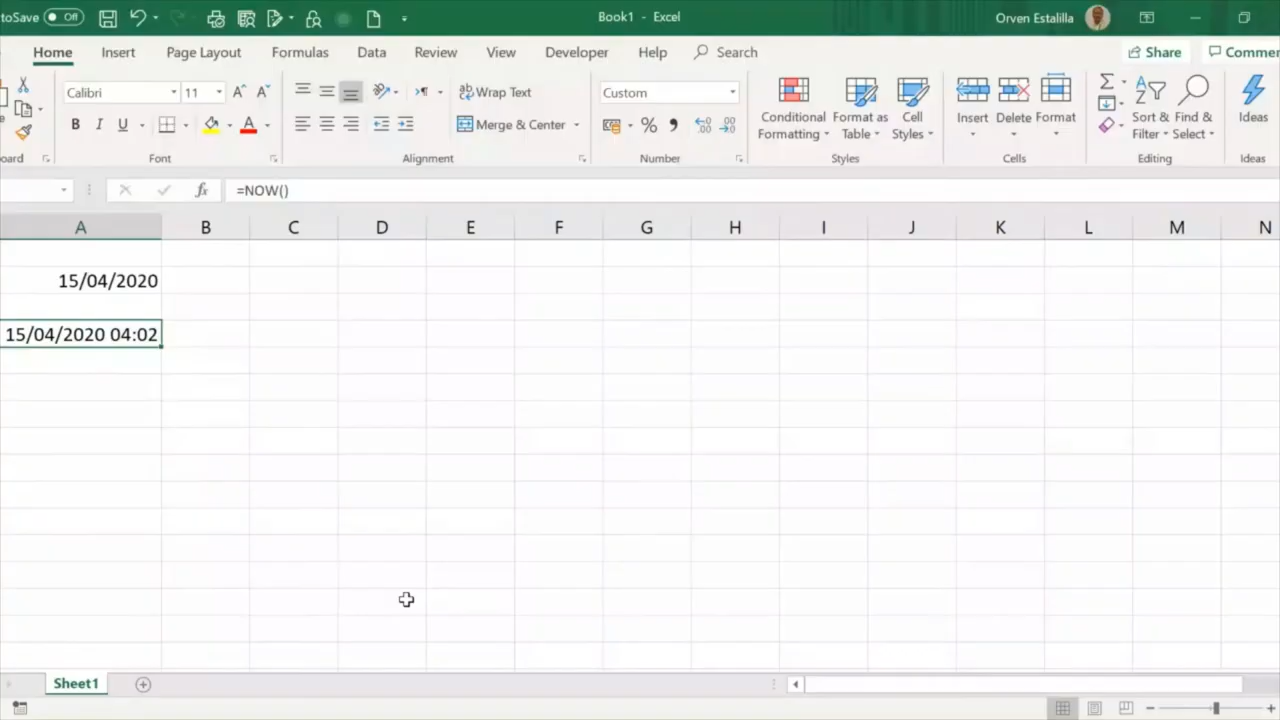 toSave Off Book1 - Excel Orven Estalilla
Home Insert Page Layout Formulas Data Review View Developer Help Search Share Commer
Calibri 11 Wrap Text Custom
B I U A Merge & Center %
Conditional Formatting Format as Table Cell Styles Insert Delete Format Sort & Filter Find & Select Ideas
oard Font Alignment Number Styles Cells Editing Ideas
fx =NOW()
A B C D E F G H I J K L M N
15/04/2020
15/04/2020 04:02
Sheet1